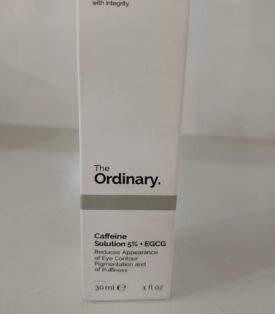 with Integrity.
The
Ordinary.
Caffeine
Solution 5% + EGCG
Reduces Appearance
of Eye Contour
Pigmentation and
of Puffiness
30 ml ℮ 1 fl oz